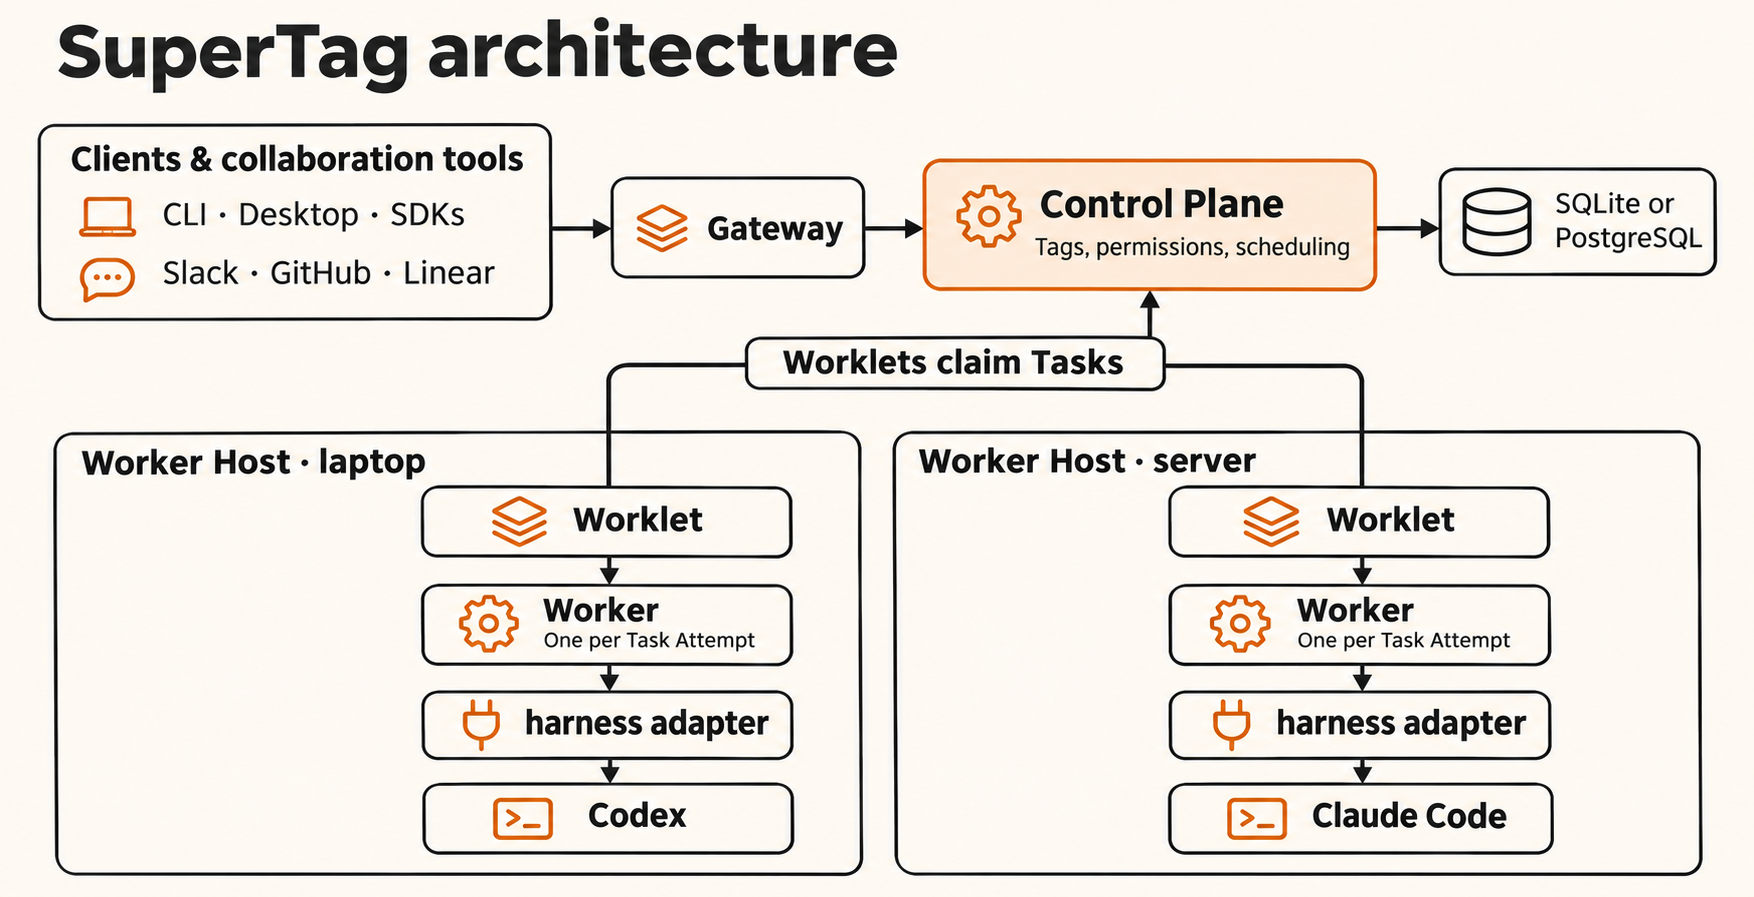 SuperTag architecture
Clients & collaboration tools
CLI · Desktop · SDKs
Slack · GitHub · Linear
Gateway
Control Plane
Tags, permissions, scheduling
SQLite or
PostgreSQL
Worklets claim Tasks
Worker Host · laptop
Worklet
Worker
One per Task Attempt
harness adapter
>_
Codex
Worker Host · server
Worklet
Worker
One per Task Attempt
harness adapter
>_
Claude Code